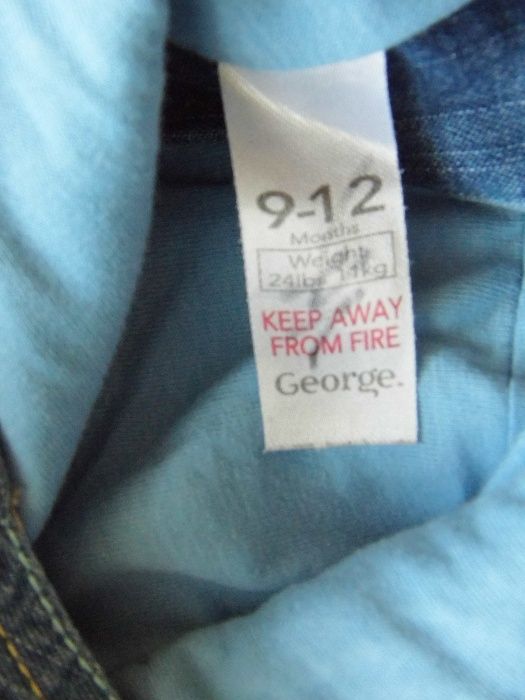 9-12
Months
Weight
24lbs 11kg
KEEP AWAY
FROM FIRE
George.